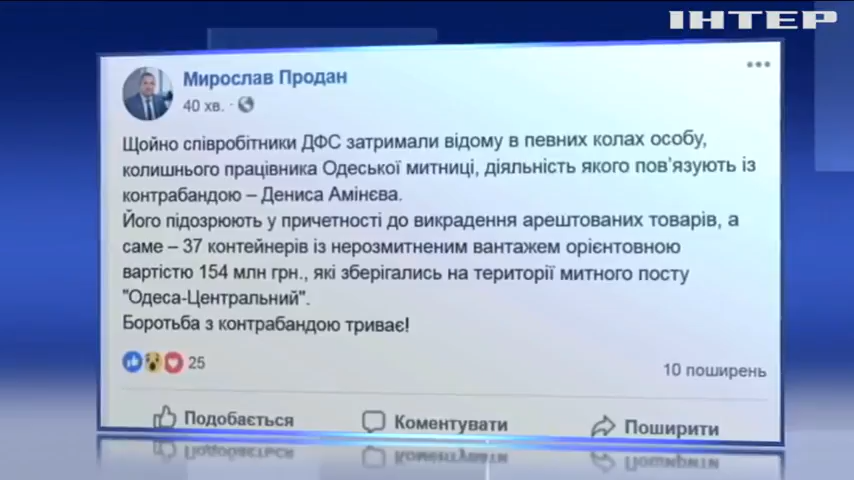 ІНТЕР
Мирослав Продан
40 хв. ·
Щойно співробітники ДФС затримали відому в певних колах особу,
колишнього працівника Одеської митниці, діяльність якого пов'язують із
контрабандою – Дениса Амінєва.
Його підозрюють у причетності до викрадення арештованих товарів, а
саме – 37 контейнерів із нерозмитненим вантажем орієнтовною
вартістю 154 млн грн., які зберігались на території митного посту
"Одеса-Центральний".
Боротьба з контрабандою триває!
25
10 поширень
Подобається Коментувати Поширити